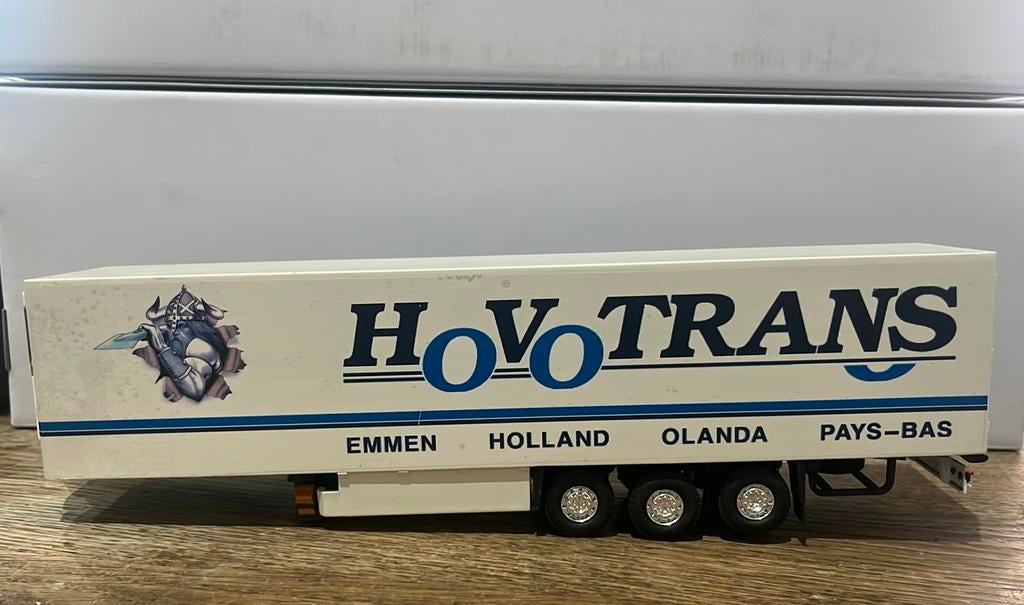 HOVOTRANS
EMMEN HOLLAND OLANDA PAYS-BAS